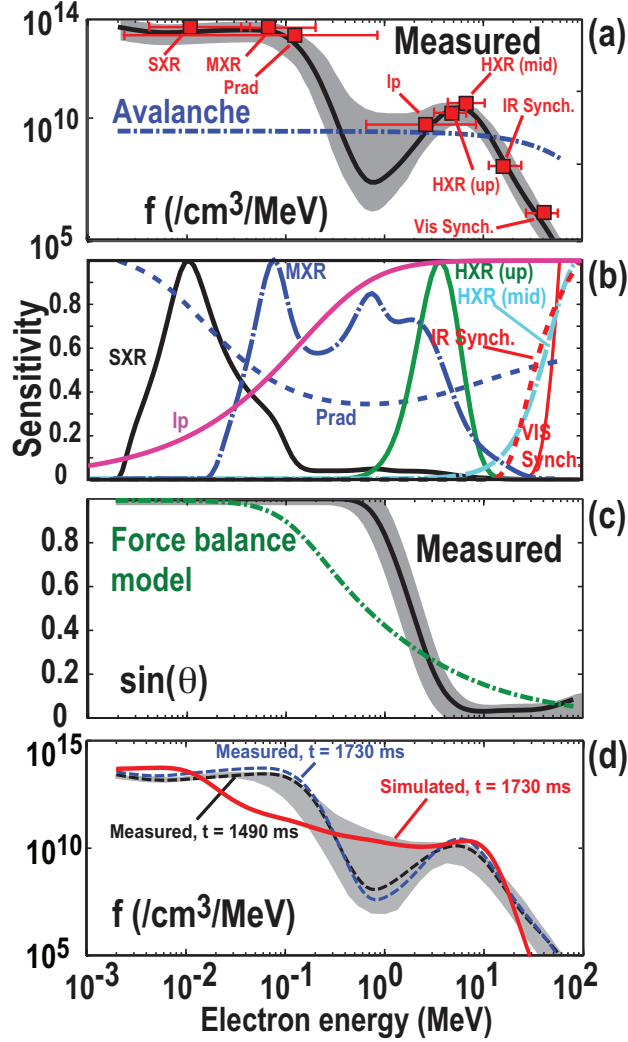 10^14
Measured
(a)
SXR
MXR
Prad
Ip
HXR (mid)
10^10
IR Synch.
Avalanche
HXR (up)
f (/cm^3/MeV)
Vis Synch.
10^5
MXR
HXR (up)
(b)
HXR (mid)
0.8
Sensitivity
SXR
IR Synch.
0.6
0.4
Ip
Prad
VIS
Synch.
0.2
0
(c)
0.8
Force balance
model
Measured
0.6
0.4
sin(θ)
0.2
0
10^15
Measured, t = 1730 ms
(d)
Simulated, t = 1730 ms
Measured, t = 1490 ms
10^10
f (/cm^3/MeV)
10^5
10^-3 10^-2 10^-1 10^0 10^1 10^2
Electron energy (MeV)